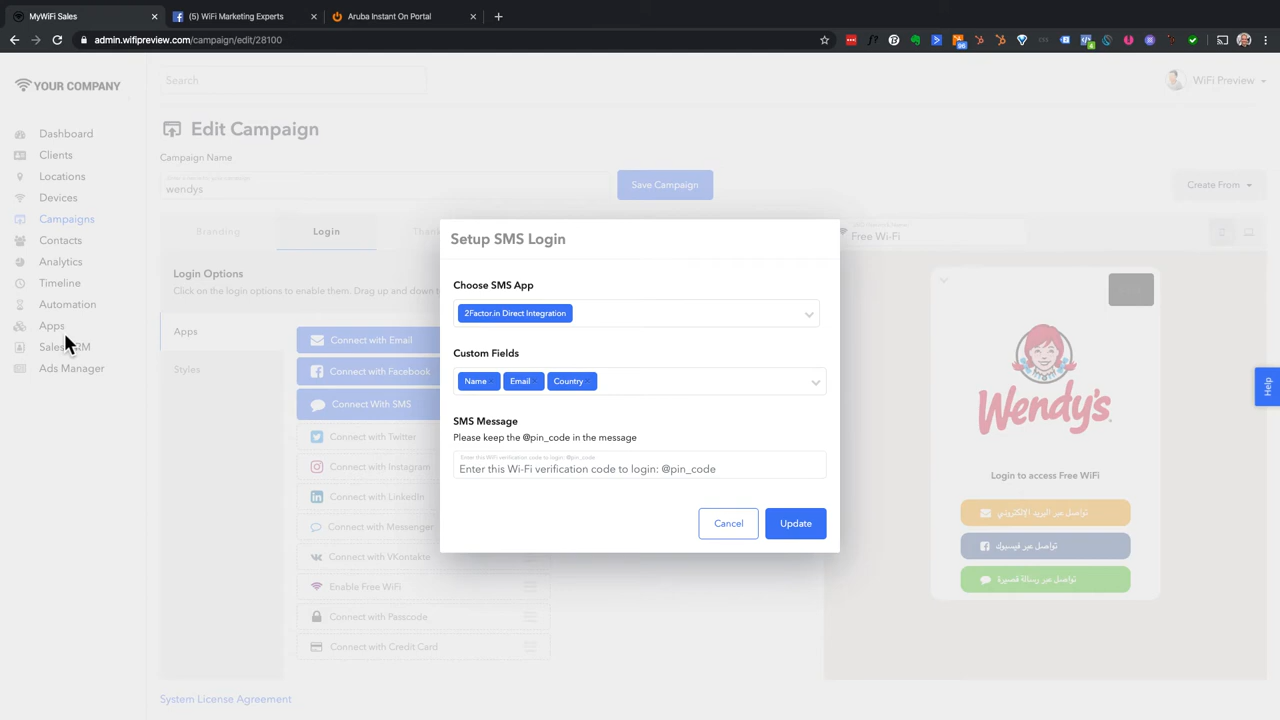 MyWiFi Sales
(5) WiFi Marketing Experts
Aruba Instant On Portal
admin.wifipreview.com/campaign/edit/28100
YOUR COMPANY
Search
WiFi Preview
Dashboard
Clients
Locations
Devices
Campaigns
Contacts
Analytics
Timeline
Automation
Apps
Ads Manager
Edit Campaign
Campaign Name
wendys
Save Campaign
Create From
Branding
Login
Login Options
Click on the login options to enable them. Drag up and down t
Apps
Styles
Connect with Email
Connect with Facebook
Connect With SMS
Connect with Twitter
Connect with Instagram
Connect with LinkedIn
Connect with Messenger
Connect with VKontakte
Enable Free WiFi
Connect with Passcode
Connect with Credit Card
System License Agreement
Setup SMS Login
Choose SMS App
2Factor.in Direct Integration
Custom Fields
Name
Email
Country
SMS Message
Please keep the @pin_code in the message
Enter this WiFi verification code to login: @pin_code
Enter this Wi-Fi verification code to login: @pin_code
Cancel
Update
Free Wi-Fi
Wendy's
Login to access Free WiFi
تواصل عبر البريد الإلكتروني
تواصل عبر فيسبوك
تواصل عبر رسالة قصيرة
Help